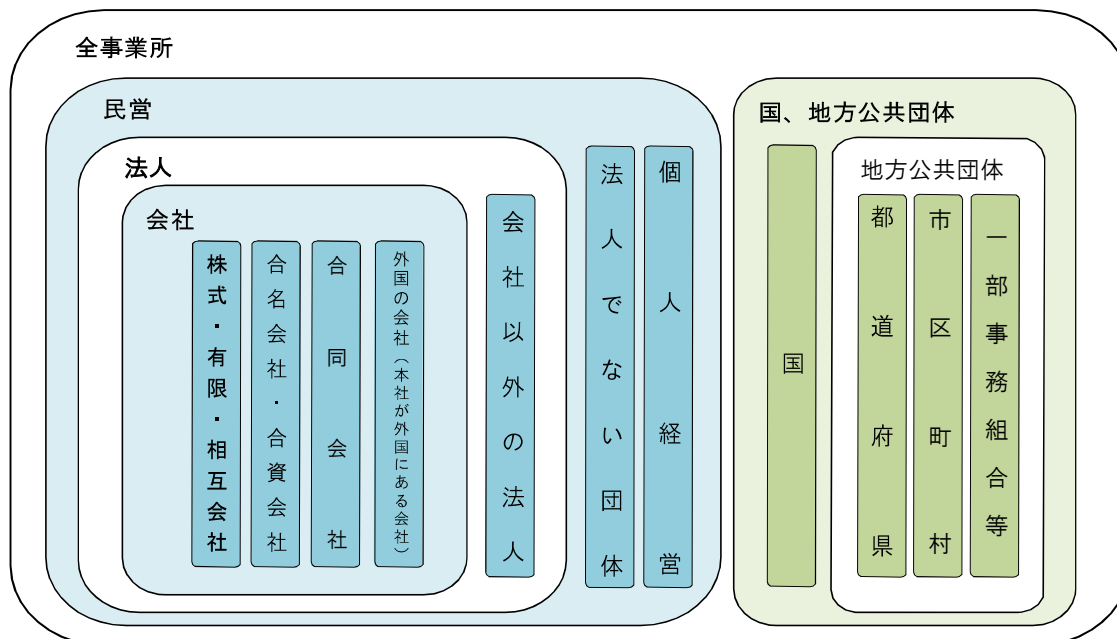 全事業所
民営
法人
会社
株式・有限・相互会社
合名会社・合資会社
合同会社
外国の会社（本社が外国にある会社）
会社以外の法人
法人でない団体
個人経営
国、地方公共団体
国
地方公共団体
都道府県
市区町村
一部事務組合等